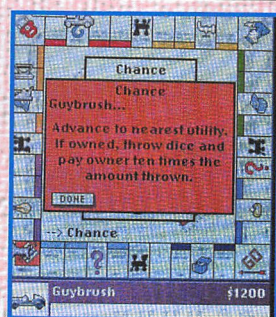 Chance
Chance
Guybrush...
Advance to nearest utility.
If owned, throw dice and
pay owner ten times the
amount thrown.
DONE
--> Chance
GO
Guybrush $1200